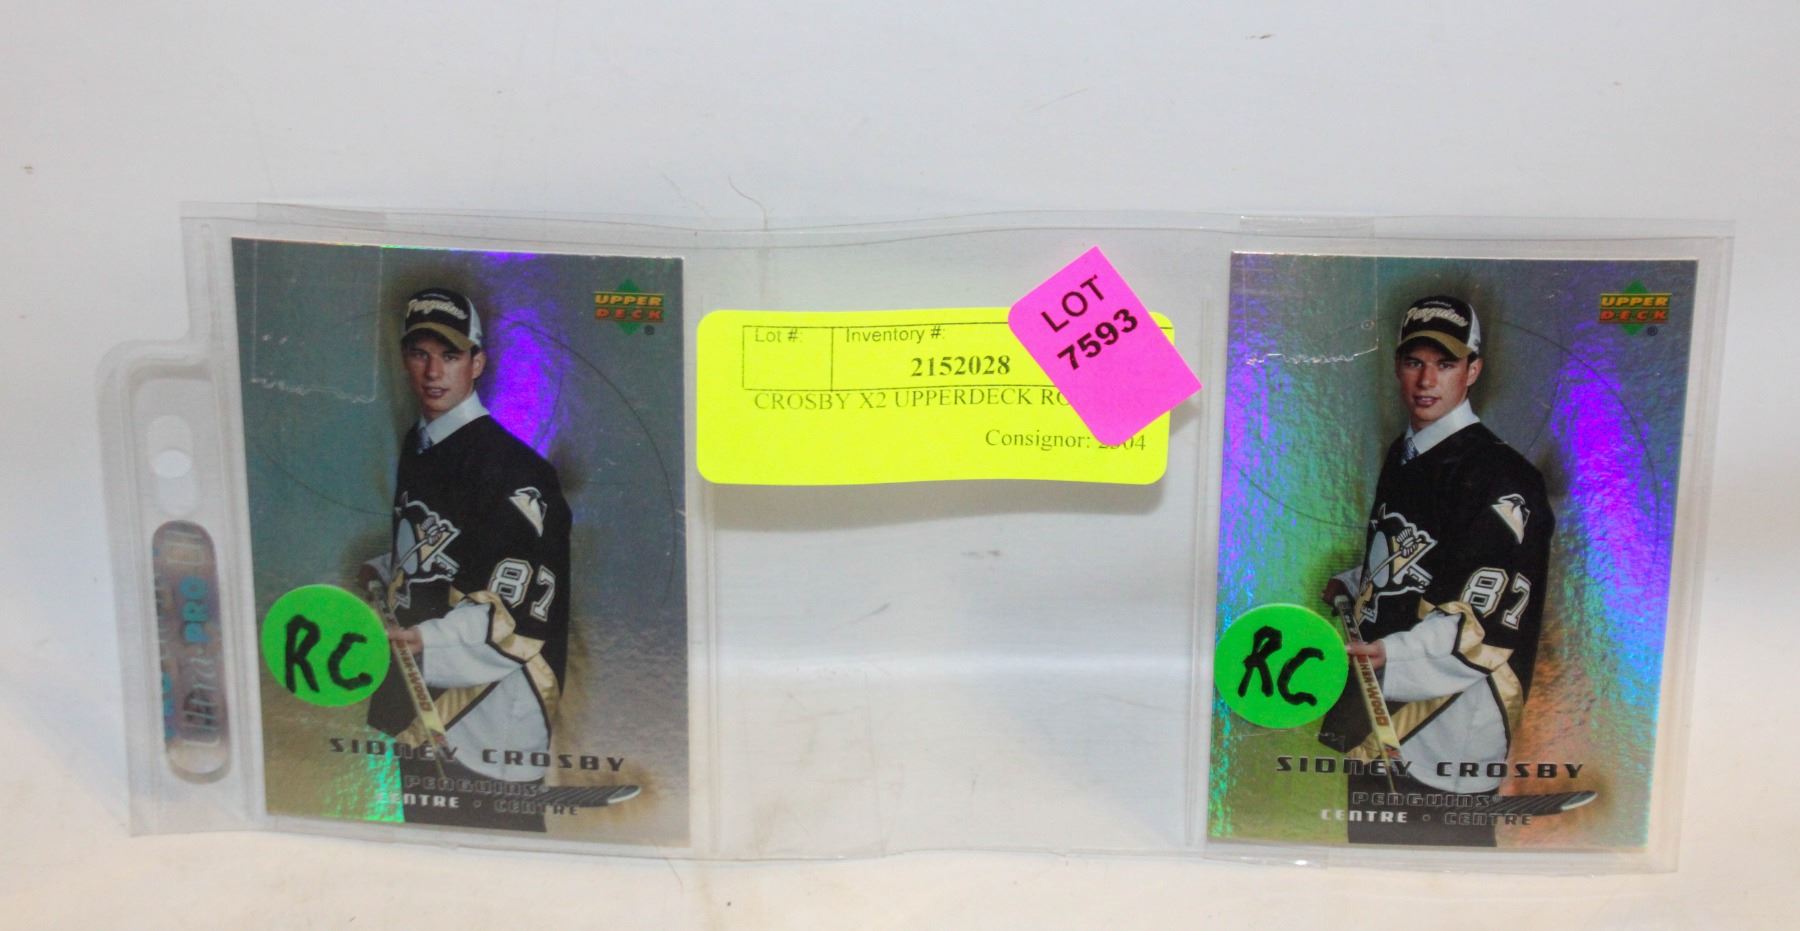 UPPER
DECK
®
Penguins
87
RC
SIDNEY CROSBY
PENGUINS
CENTRE • CENTRE
ULTRA•PRO
Lot #: Inventory #:
2152028
CROSBY X2 UPPERDECK
Consignor:
LOT
7593
UPPER
DECK
®
Penguins
87
RC
SIDNEY CROSBY
PENGUINS
CENTRE • CENTRE